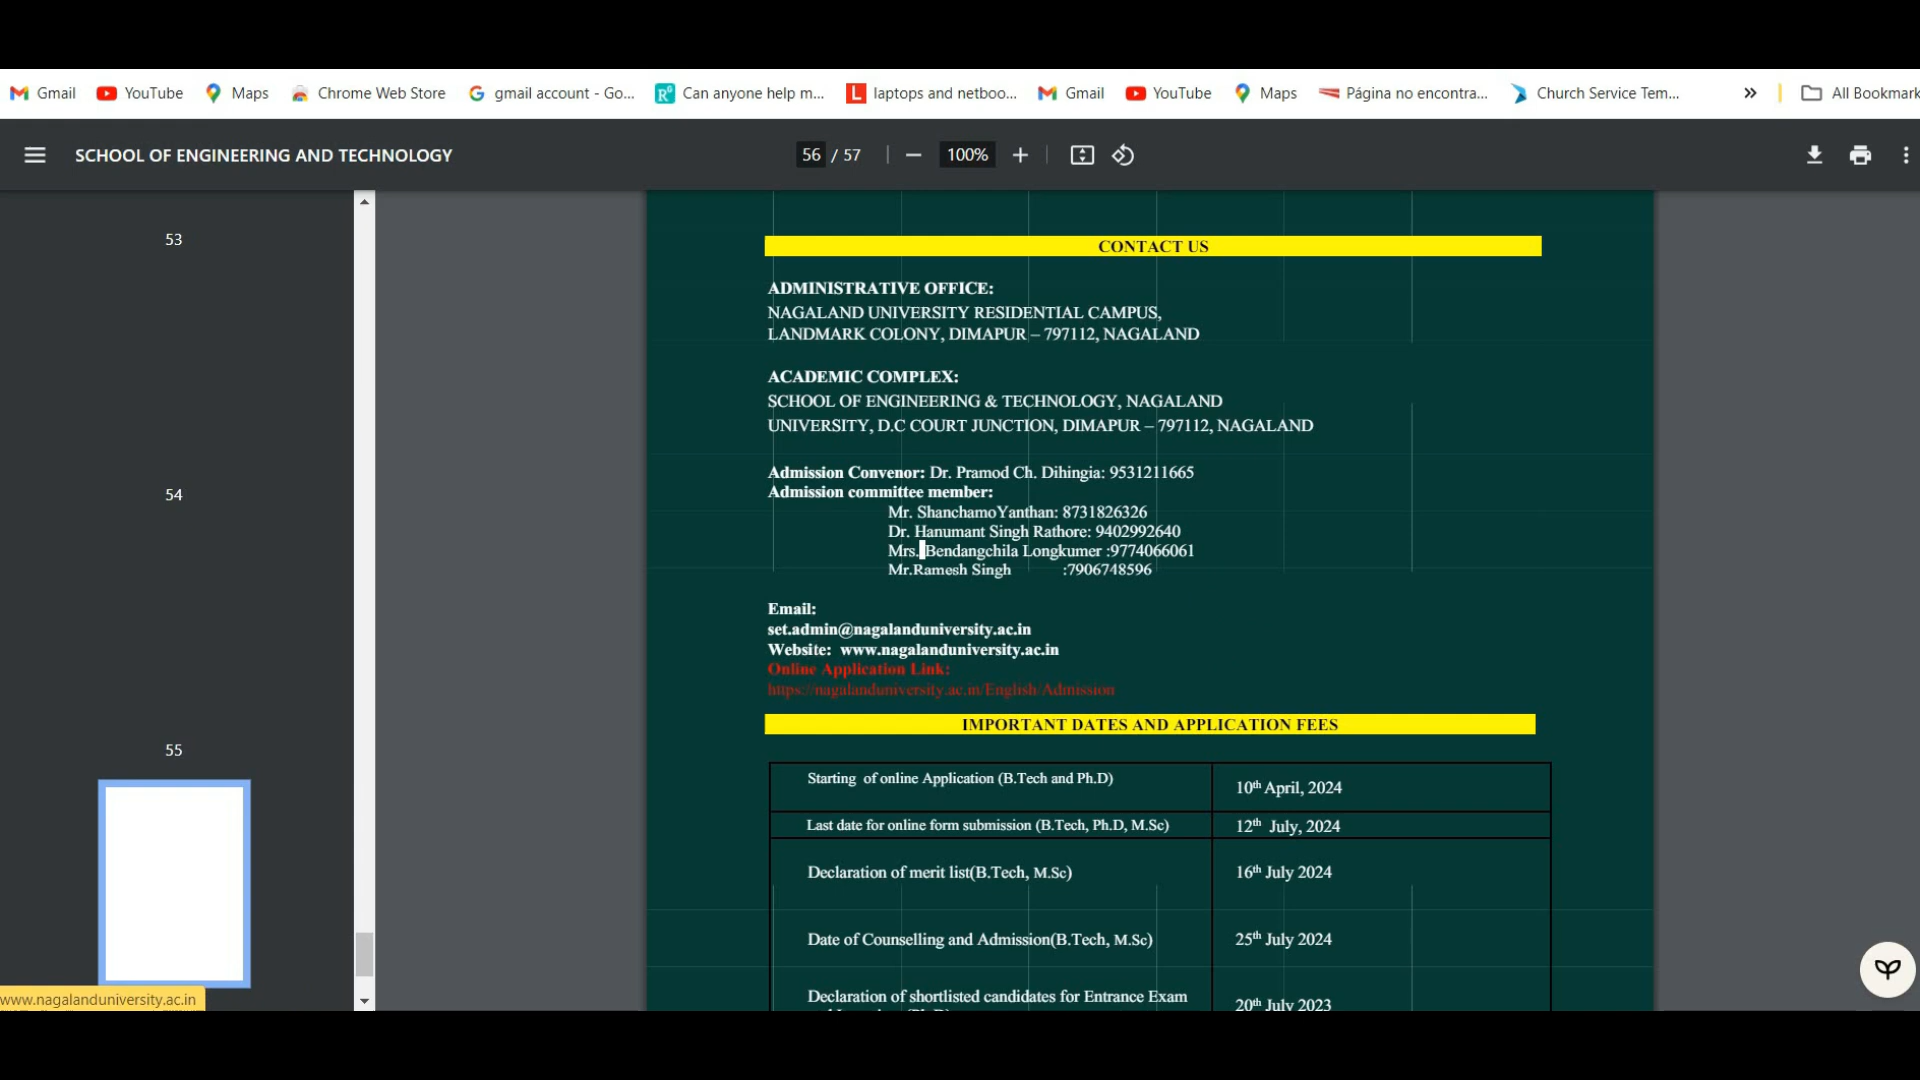 Gmail YouTube Maps Chrome Web Store gmail account - Go... Can anyone help m... laptops and netboo... Gmail YouTube Maps Página no encontra... Church Service Tem... » All Bookmark
SCHOOL OF ENGINEERING AND TECHNOLOGY 56 / 57 100%
53
54
55
CONTACT US
ADMINISTRATIVE OFFICE:
NAGALAND UNIVERSITY RESIDENTIAL CAMPUS,
LANDMARK COLONY, DIMAPUR – 797112, NAGALAND
ACADEMIC COMPLEX:
SCHOOL OF ENGINEERING & TECHNOLOGY, NAGALAND
UNIVERSITY, D.C COURT JUNCTION, DIMAPUR – 797112, NAGALAND
Admission Convenor: Dr. Pramod Ch. Dihingia: 9531211665
Admission committee member:
Mr. ShanchamoYanthan: 8731826326
Dr. Hanumant Singh Rathore: 9402992640
Mrs. Bendangchila Longkumer :9774066061
Mr.Ramesh Singh :7906748596
Email:
set.admin@nagalanduniversity.ac.in
Website: www.nagalanduniversity.ac.in
Online Application Link:
https://nagalanduniversity.ac.in/English/Admission
IMPORTANT DATES AND APPLICATION FEES
Starting of online Application (B.Tech and Ph.D) 10th April, 2024
Last date for online form submission (B.Tech, Ph.D, M.Sc) 12th July, 2024
Declaration of merit list(B.Tech, M.Sc) 16th July 2024
Date of Counselling and Admission(B.Tech, M.Sc) 25th July 2024
Declaration of shortlisted candidates for Entrance Exam 20th July 2023
www.nagalanduniversity.ac.in